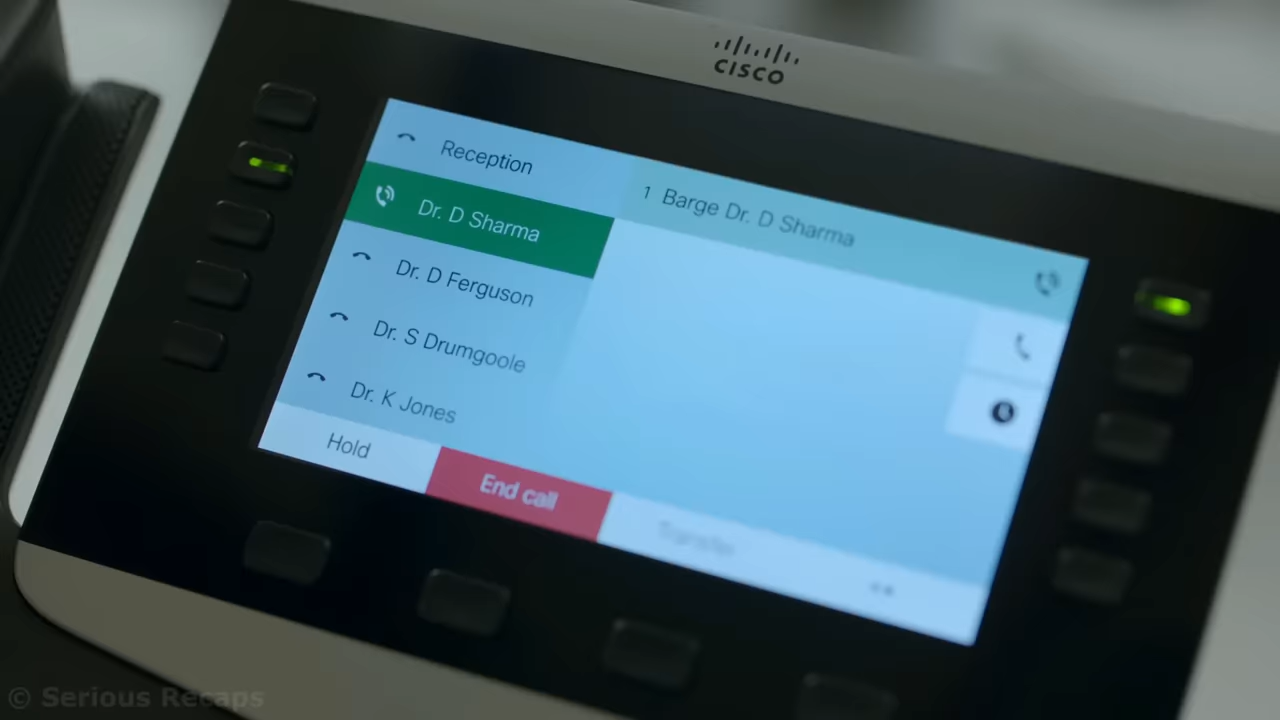 CISCO
Reception
1 Barge Dr. D Sharma
Dr. D Sharma
Dr. D Ferguson
Dr. S Drumgoole
Dr. K Jones
Hold
End call
Transfer
© Serious Recaps